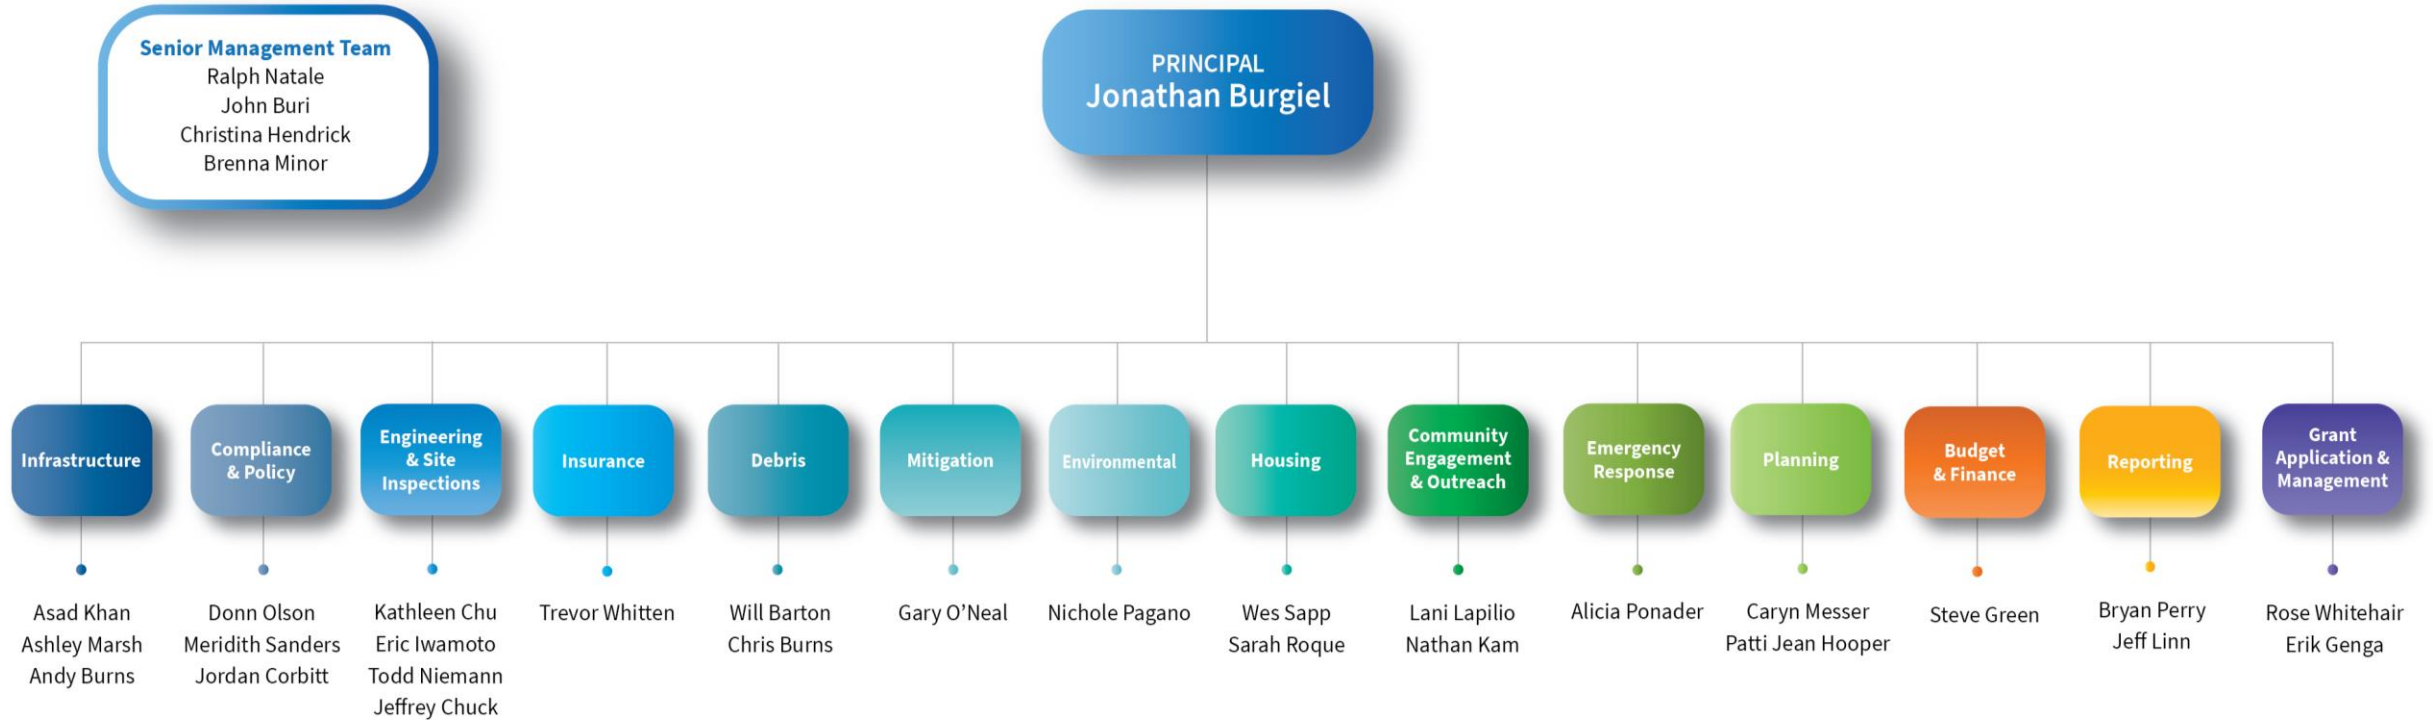 Senior Management Team
Ralph Natale
John Buri
Christina Hendrick
Brenna Minor
PRINCIPAL
Jonathan Burgiel
Infrastructure
Asad Khan
Ashley Marsh
Andy Burns
Compliance
& Policy
Donn Olson
Meridith Sanders
Jordan Corbitt
Engineering
& Site
Inspections
Kathleen Chu
Eric Iwamoto
Todd Niemann
Jeffrey Chuck
Insurance
Trevor Whitten
Debris
Will Barton
Chris Burns
Mitigation
Gary O’Neal
Environmental
Nichole Pagano
Housing
Wes Sapp
Sarah Roque
Community
Engagement
& Outreach
Lani Lapilio
Nathan Kam
Emergency
Response
Alicia Ponader
Planning
Caryn Messer
Patti Jean Hooper
Budget
& Finance
Steve Green
Reporting
Bryan Perry
Jeff Linn
Grant
Application &
Management
Rose Whitehair
Erik Genga